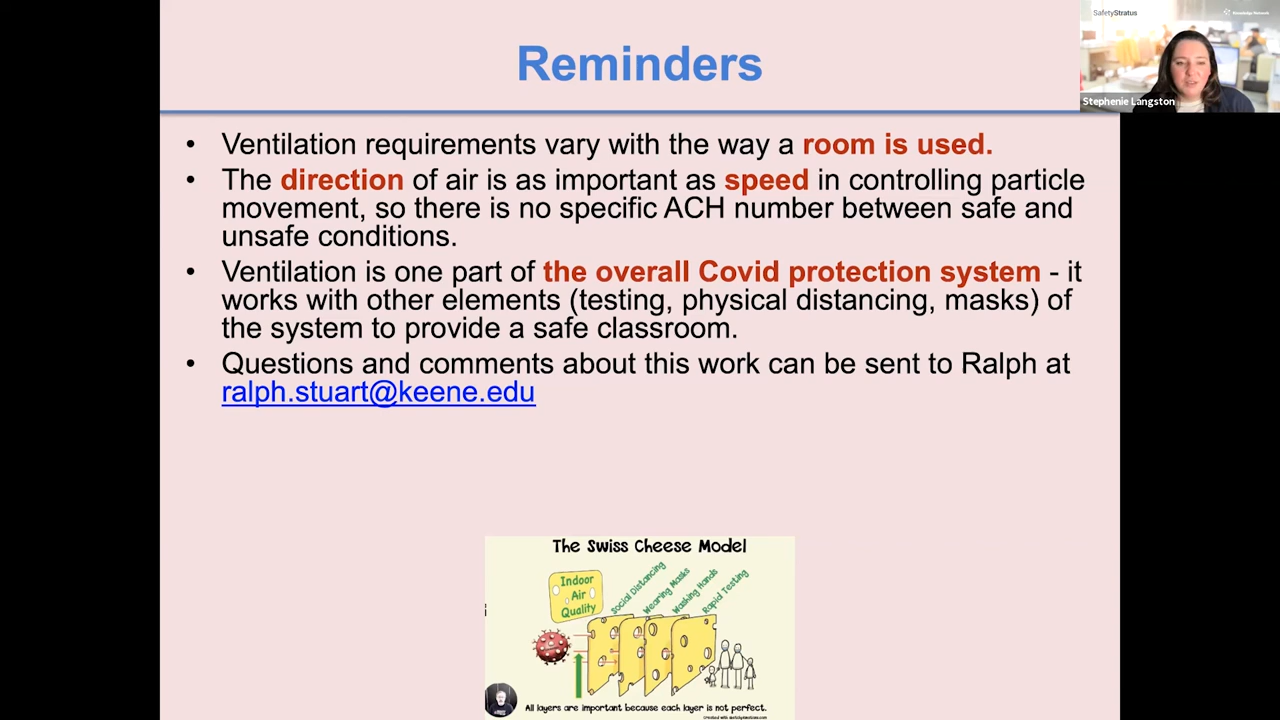 Reminders
SafetyStratus
Knowledge Network
Stephenie Langston
• Ventilation requirements vary with the way a room is used.
• The direction of air is as important as speed in controlling particle
movement, so there is no specific ACH number between safe and
unsafe conditions.
• Ventilation is one part of the overall Covid protection system - it
works with other elements (testing, physical distancing, masks) of
the system to provide a safe classroom.
• Questions and comments about this work can be sent to Ralph at
ralph.stuart@keene.edu
The Swiss Cheese Model
Indoor
Air
Quality
Social Distancing
Wearing Masks
Washing Hands
Rapid Testing
All layers are important because each layer is not perfect.